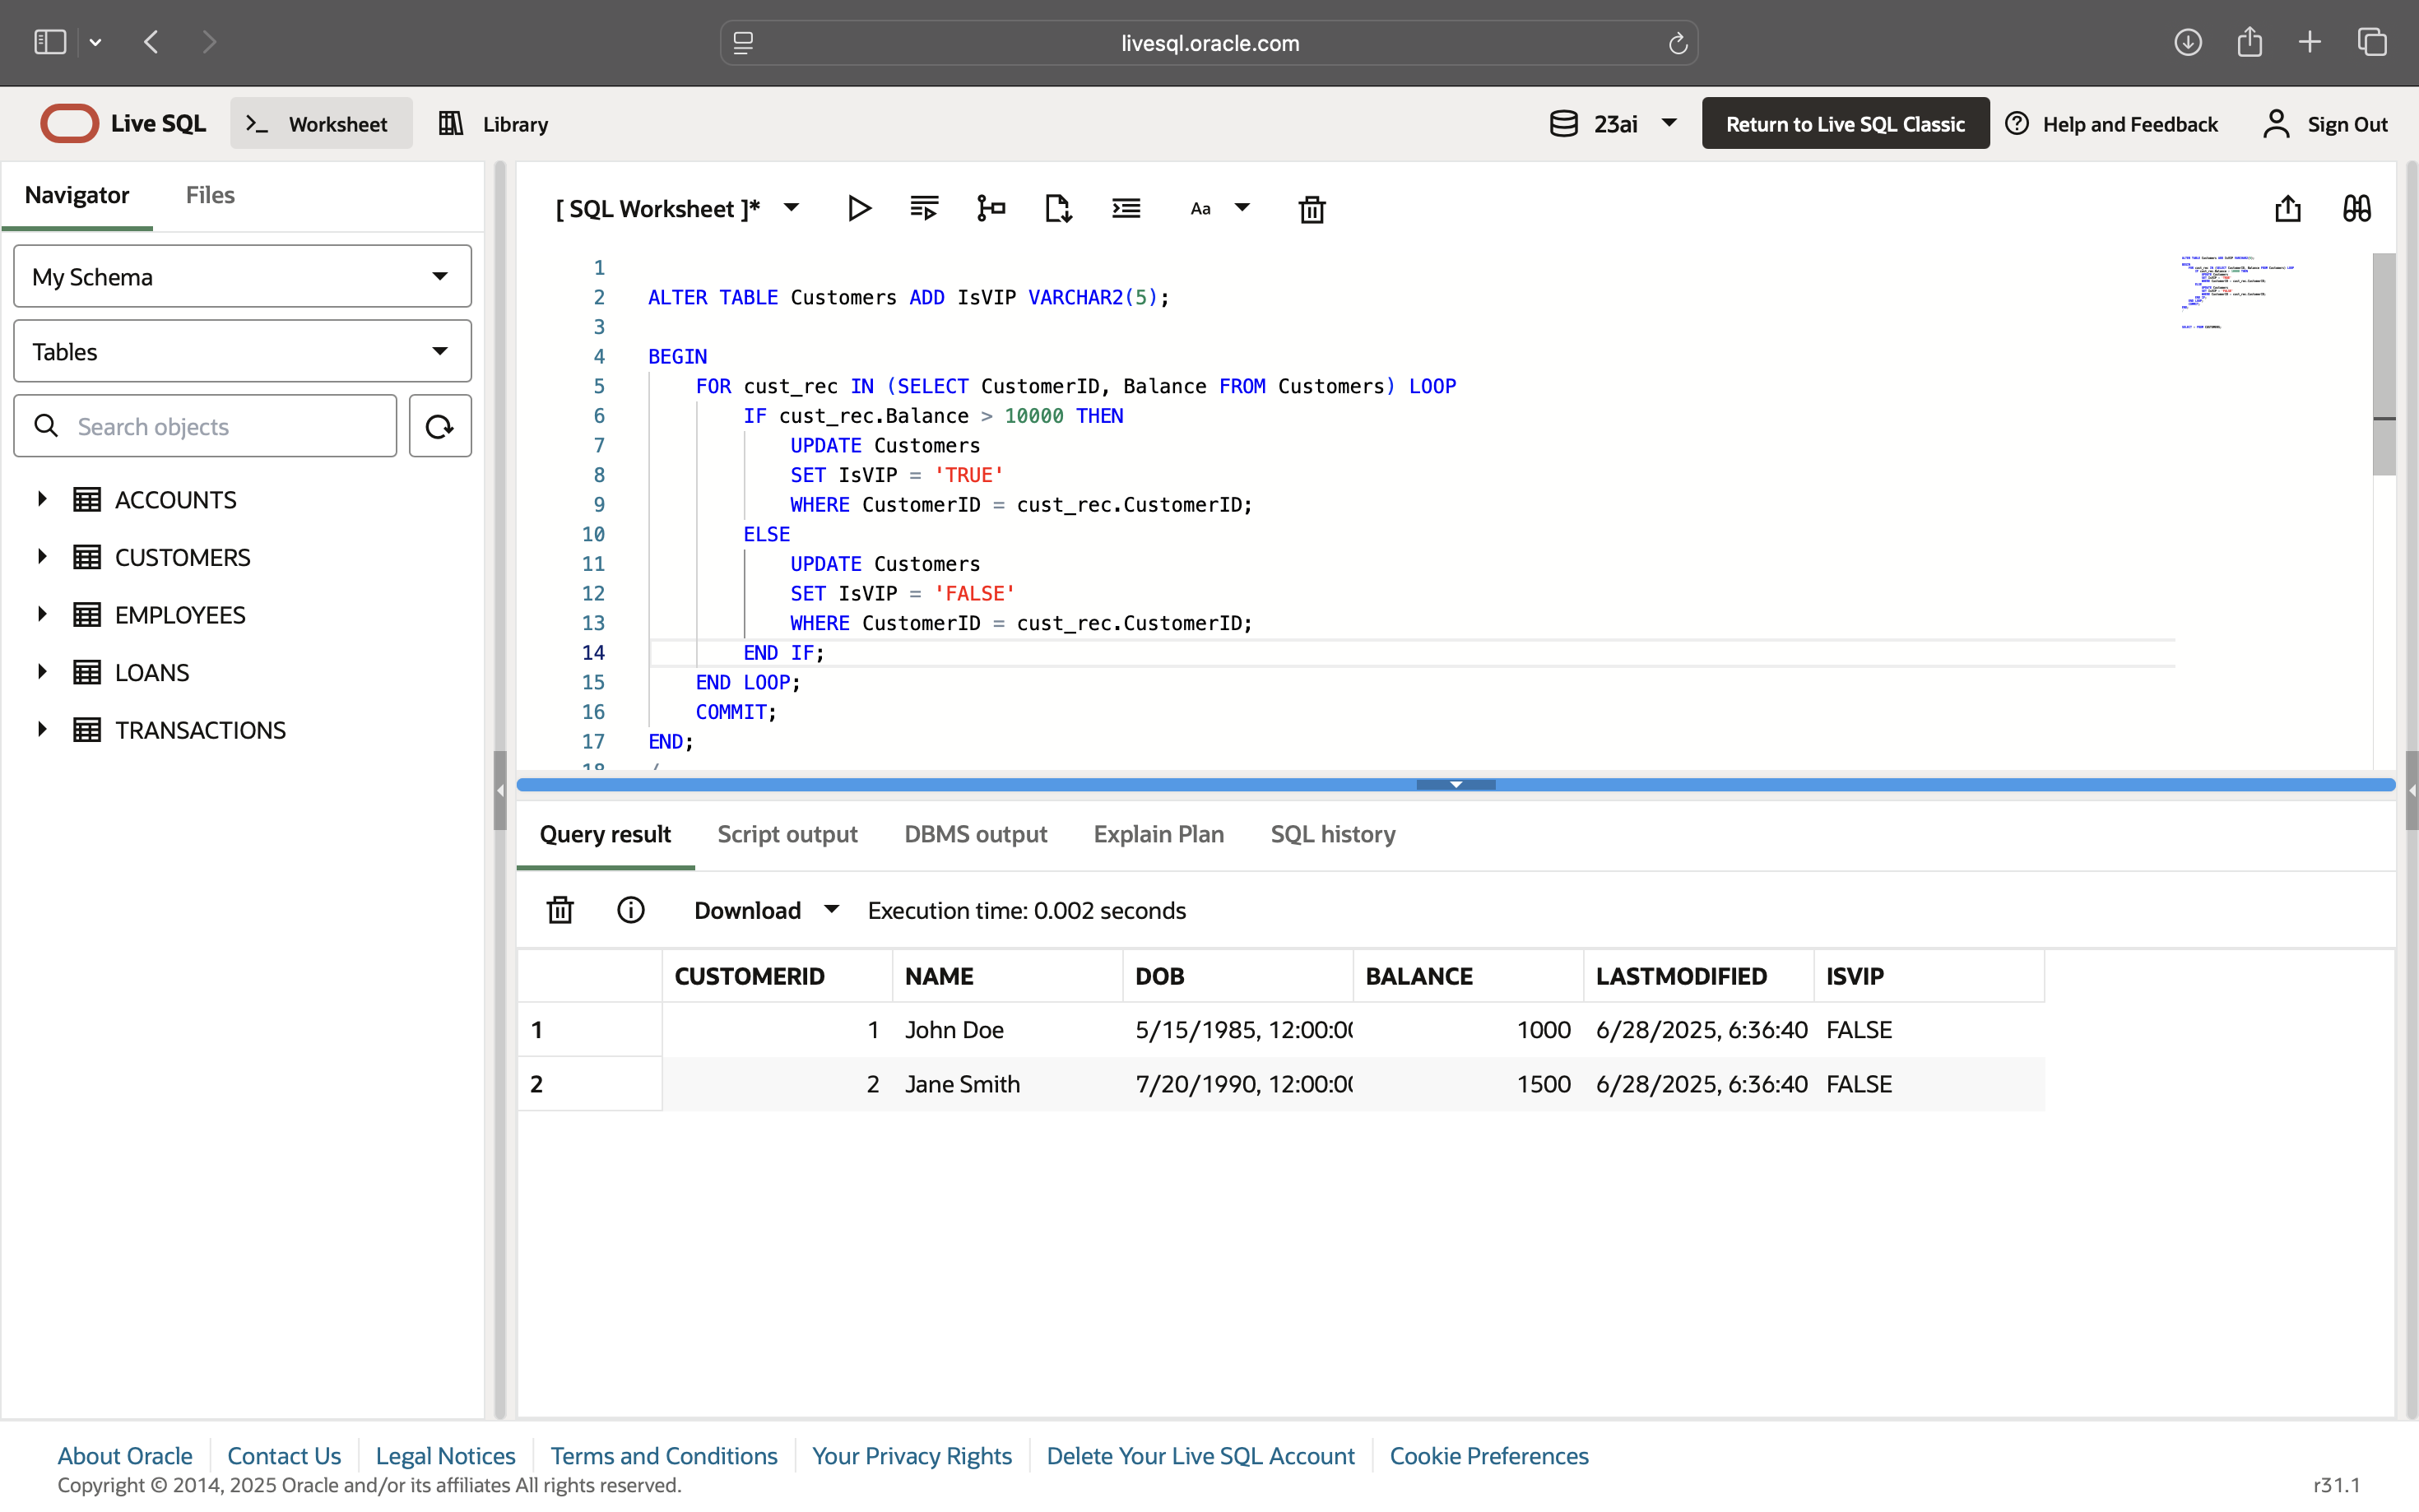 livesql.oracle.com
Live SQL
Worksheet
Library
23ai
Return to Live SQL Classic
Help and Feedback
Sign Out
Navigator
Files
My Schema
Tables
Search objects
ACCOUNTS
CUSTOMERS
EMPLOYEES
LOANS
TRANSACTIONS
[ SQL Worksheet ]*
Aa
1
2 ALTER TABLE Customers ADD IsVIP VARCHAR2(5);
3
4 BEGIN
5 FOR cust_rec IN (SELECT CustomerID, Balance FROM Customers) LOOP
6 IF cust_rec.Balance > 10000 THEN
7 UPDATE Customers
8 SET IsVIP = 'TRUE'
9 WHERE CustomerID = cust_rec.CustomerID;
10 ELSE
11 UPDATE Customers
12 SET IsVIP = 'FALSE'
13 WHERE CustomerID = cust_rec.CustomerID;
14 END IF;
15 END LOOP;
16 COMMIT;
17 END;
18 /
Query result
Script output
DBMS output
Explain Plan
SQL history
Download
Execution time: 0.002 seconds
CUSTOMERID NAME DOB BALANCE LASTMODIFIED ISVIP
1 1 John Doe 5/15/1985, 12:00:00 1000 6/28/2025, 6:36:40 FALSE
2 2 Jane Smith 7/20/1990, 12:00:00 1500 6/28/2025, 6:36:40 FALSE
About Oracle
Contact Us
Legal Notices
Terms and Conditions
Your Privacy Rights
Delete Your Live SQL Account
Cookie Preferences
Copyright © 2014, 2025 Oracle and/or its affiliates All rights reserved.
r31.1